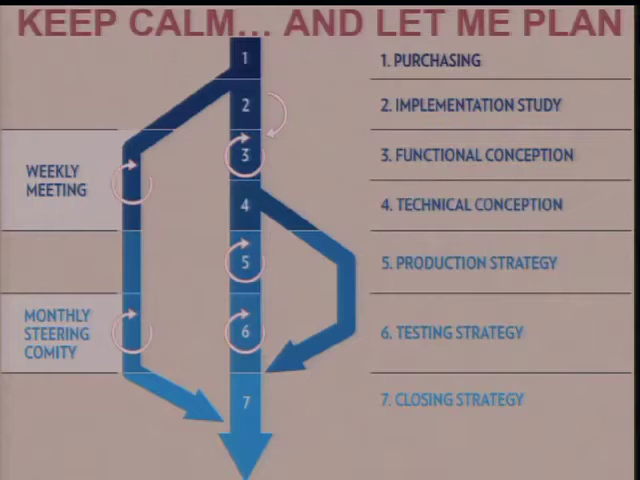 KEEP CALM... AND LET ME PLAN
1
1. PURCHASING
2
2. IMPLEMENTATION STUDY
WEEKLY
MEETING
3
3. FUNCTIONAL CONCEPTION
4
4. TECHNICAL CONCEPTION
5
5. PRODUCTION STRATEGY
MONTHLY
STEERING
COMITY
6
6. TESTING STRATEGY
7
7. CLOSING STRATEGY